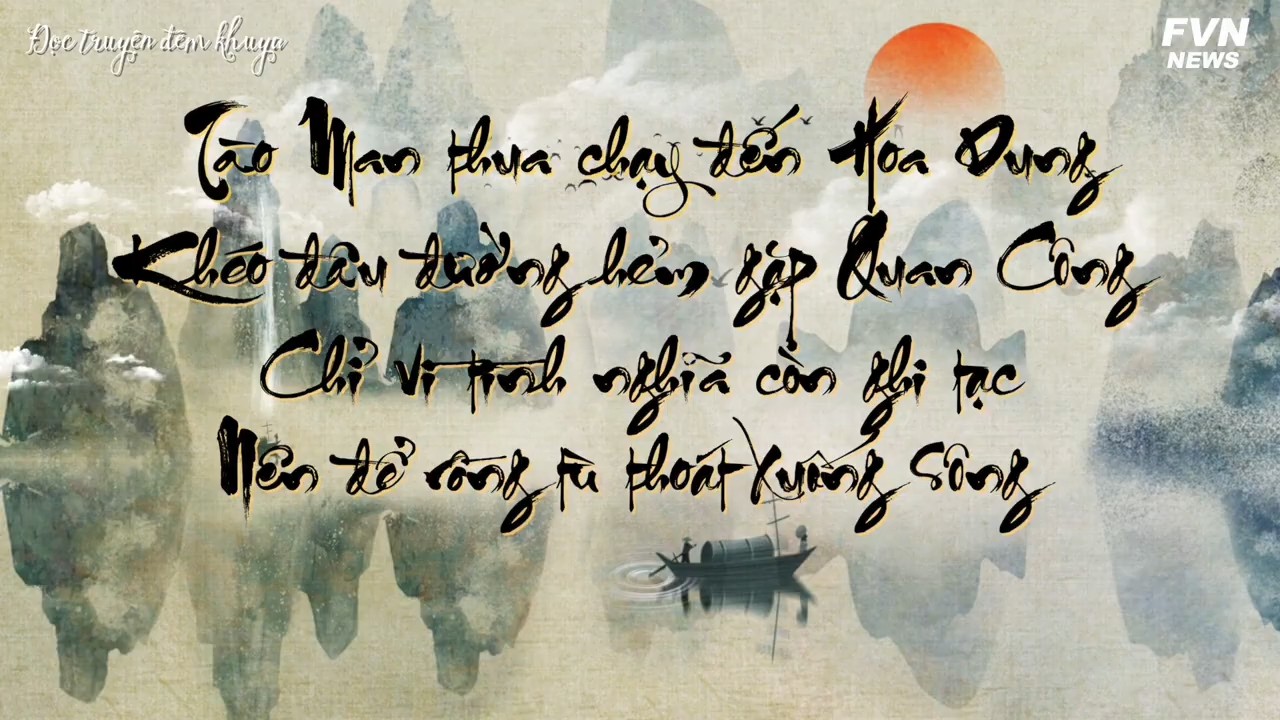 Đọc truyện đêm khuya
FVN
NEWS
Tào Man thua chạy đến Hoa Dung
Khéo đâu đường hẻm gặp Quan Công
Chỉ vì tình nghĩa còn ghi tạc
Nên để rồng tù thoát xuống sông